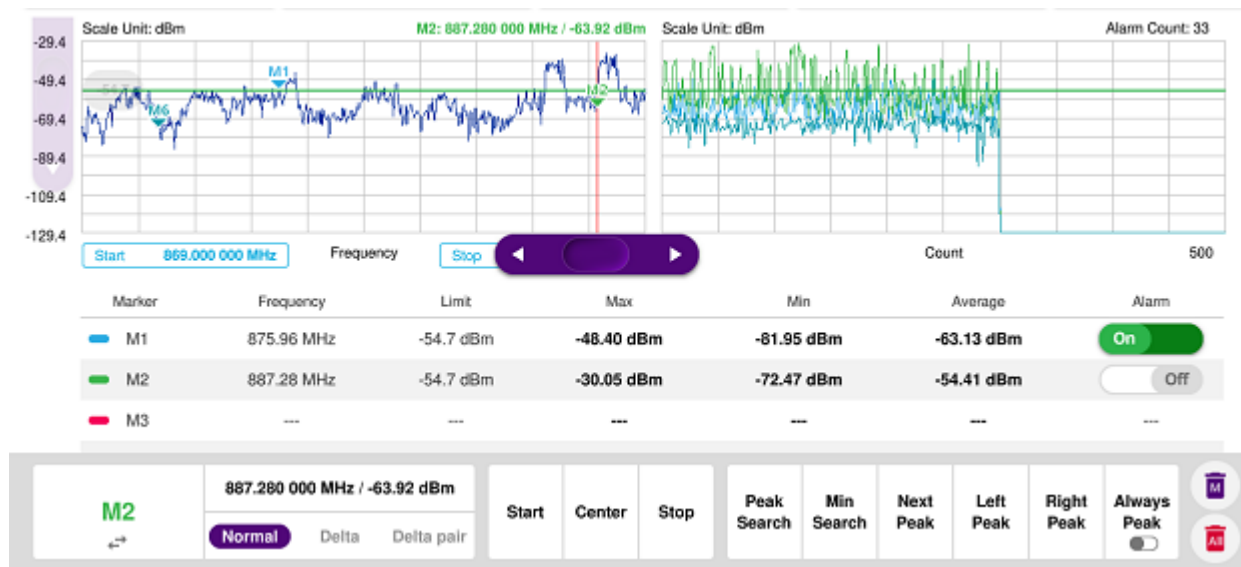 Scale Unit: dBm
M2: 887.280 000 MHz / -63.92 dBm
Scale Unit: dBm
Alarm Count: 33
-29.4
-49.4
-69.4
-89.4
-109.4
-129.4
M1
M6
M2
Start 869.000 000 MHz
Frequency
Stop
Count
500
Marker Frequency Limit Max Min Average Alarm
M1 875.96 MHz -54.7 dBm -48.40 dBm -81.95 dBm -63.13 dBm On
M2 887.28 MHz -54.7 dBm -30.05 dBm -72.47 dBm -54.41 dBm Off
M3 --- --- --- --- --- ---
M2
887.280 000 MHz / -63.92 dBm
Normal Delta Delta pair
Start
Center
Stop
Peak
Search
Min
Search
Next
Peak
Left
Peak
Right
Peak
Always
Peak
M
All